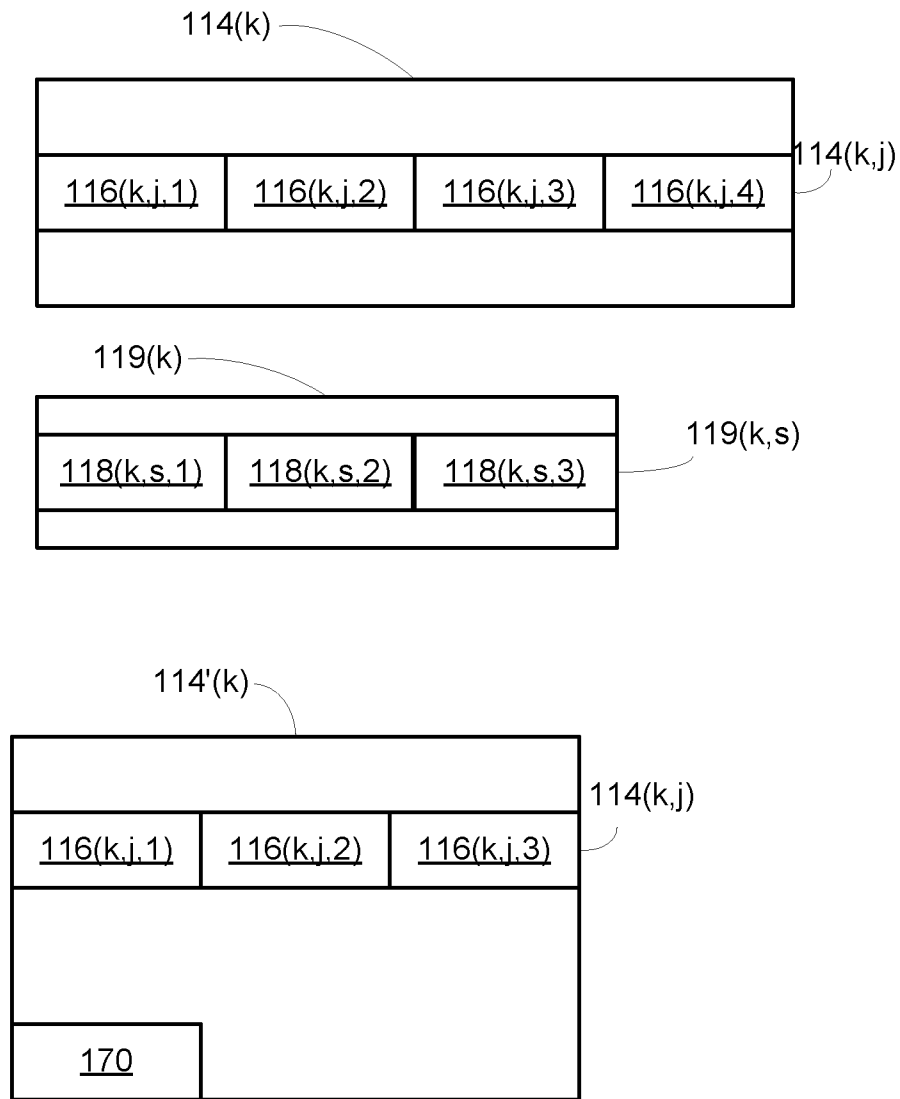 114(k)
114(k,j)
116(k,j,1) 116(k,j,2) 116(k,j,3) 116(k,j,4)
119(k)
119(k,s)
118(k,s,1) 118(k,s,2) 118(k,s,3)
114'(k)
114(k,j)
116(k,j,1) 116(k,j,2) 116(k,j,3)
170